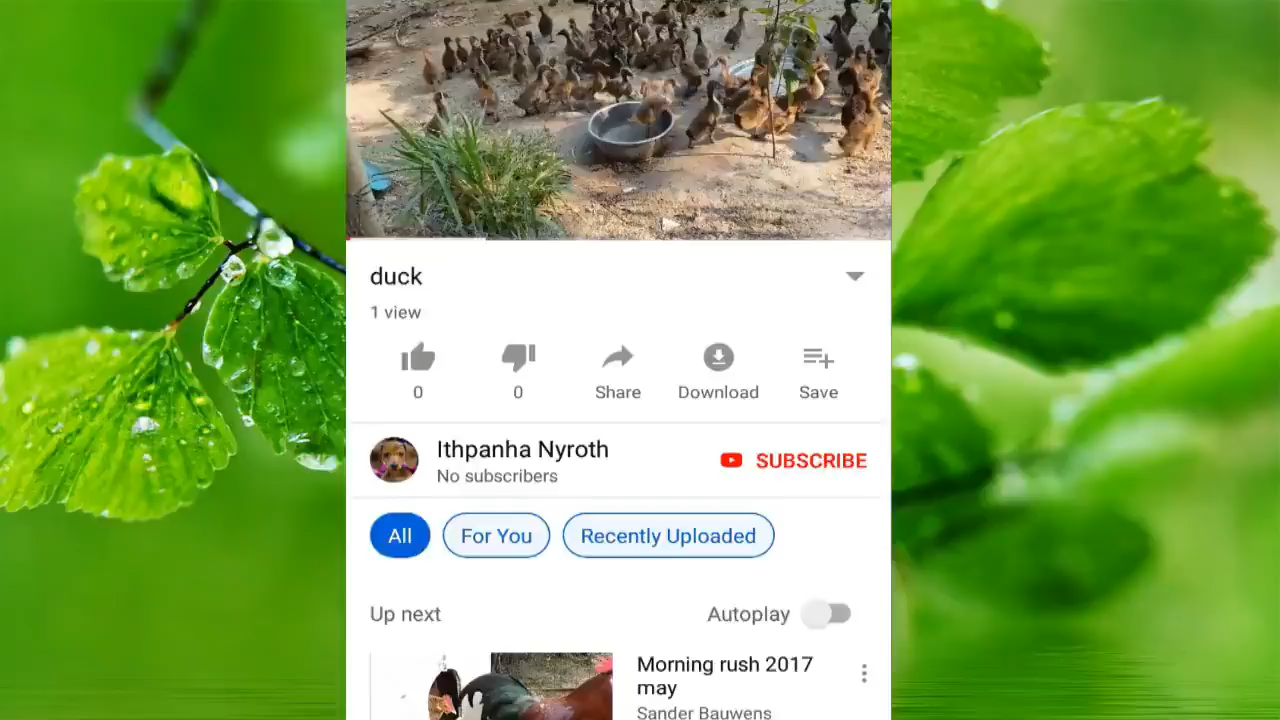 duck
1 view
0
0
Share
Download
Save
Ithpanha Nyroth
No subscribers
SUBSCRIBE
All
For You
Recently Uploaded
Up next
Autoplay
Morning rush 2017
may
Sander Bauwens